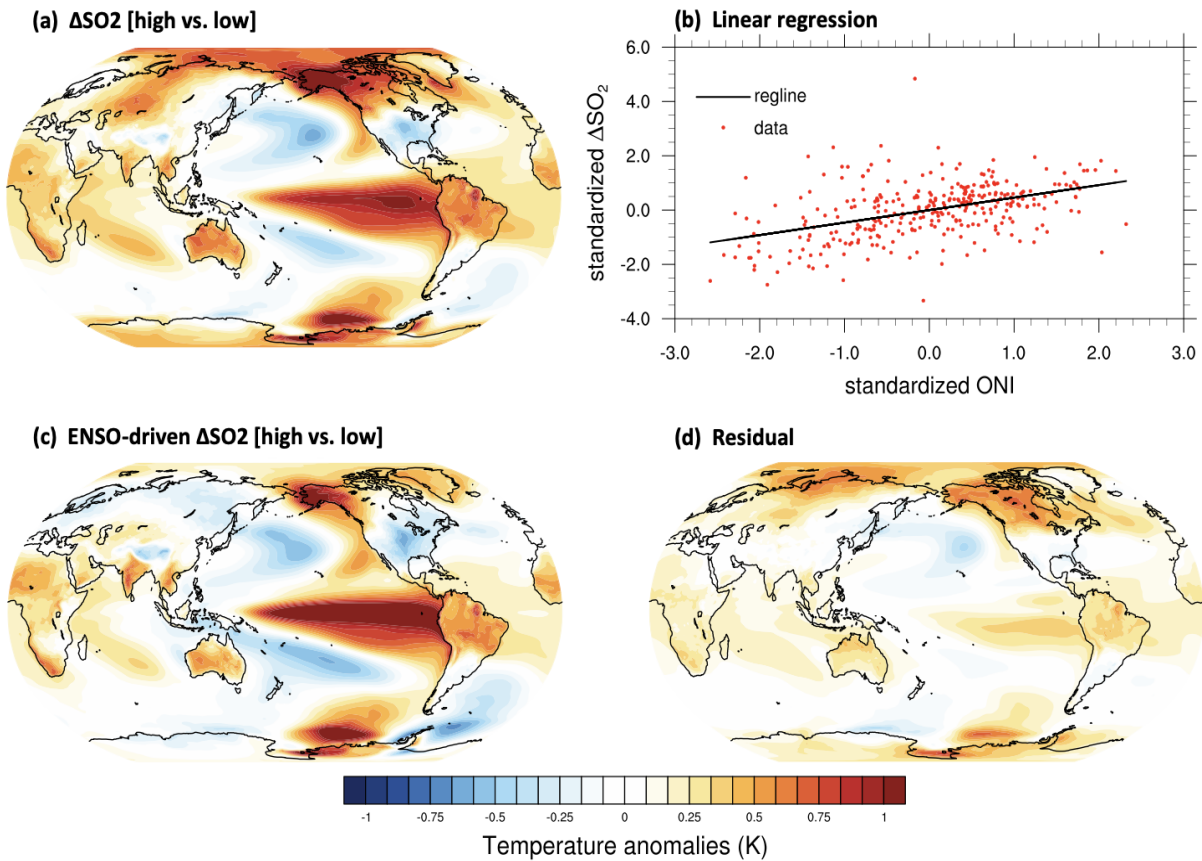 (a) ΔSO2 [high vs. low]
(b) Linear regression
6.0
4.0
2.0
0.0
-2.0
-4.0
standardized ΔSO₂
regline
data
-3.0 -2.0 -1.0 0.0 1.0 2.0 3.0
standardized ONI
(c) ENSO-driven ΔSO2 [high vs. low]
(d) Residual
-1 -0.75 -0.5 -0.25 0 0.25 0.5 0.75 1
Temperature anomalies (K)